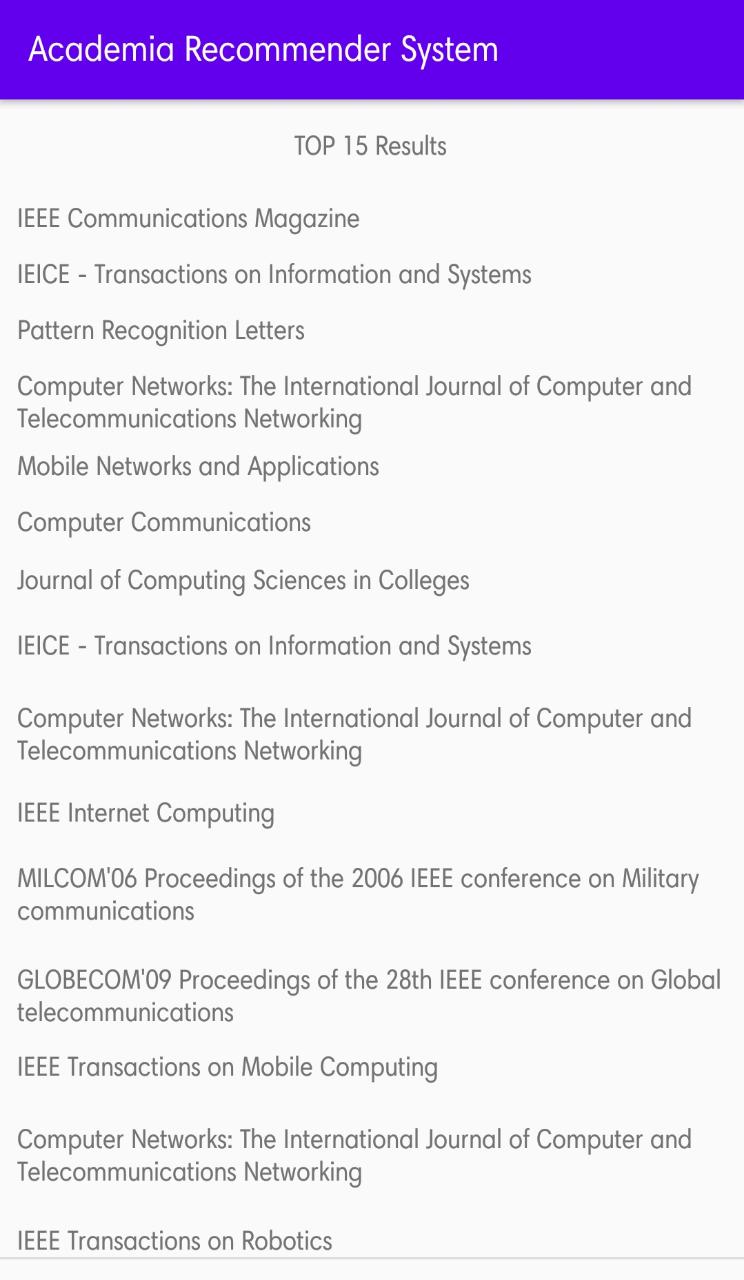 Academia Recommender System
TOP 15 Results
IEEE Communications Magazine
IEICE - Transactions on Information and Systems
Pattern Recognition Letters
Computer Networks: The International Journal of Computer and
Telecommunications Networking
Mobile Networks and Applications
Computer Communications
Journal of Computing Sciences in Colleges
IEICE - Transactions on Information and Systems
Computer Networks: The International Journal of Computer and
Telecommunications Networking
IEEE Internet Computing
MILCOM'06 Proceedings of the 2006 IEEE conference on Military
communications
GLOBECOM'09 Proceedings of the 28th IEEE conference on Global
telecommunications
IEEE Transactions on Mobile Computing
Computer Networks: The International Journal of Computer and
Telecommunications Networking
IEEE Transactions on Robotics